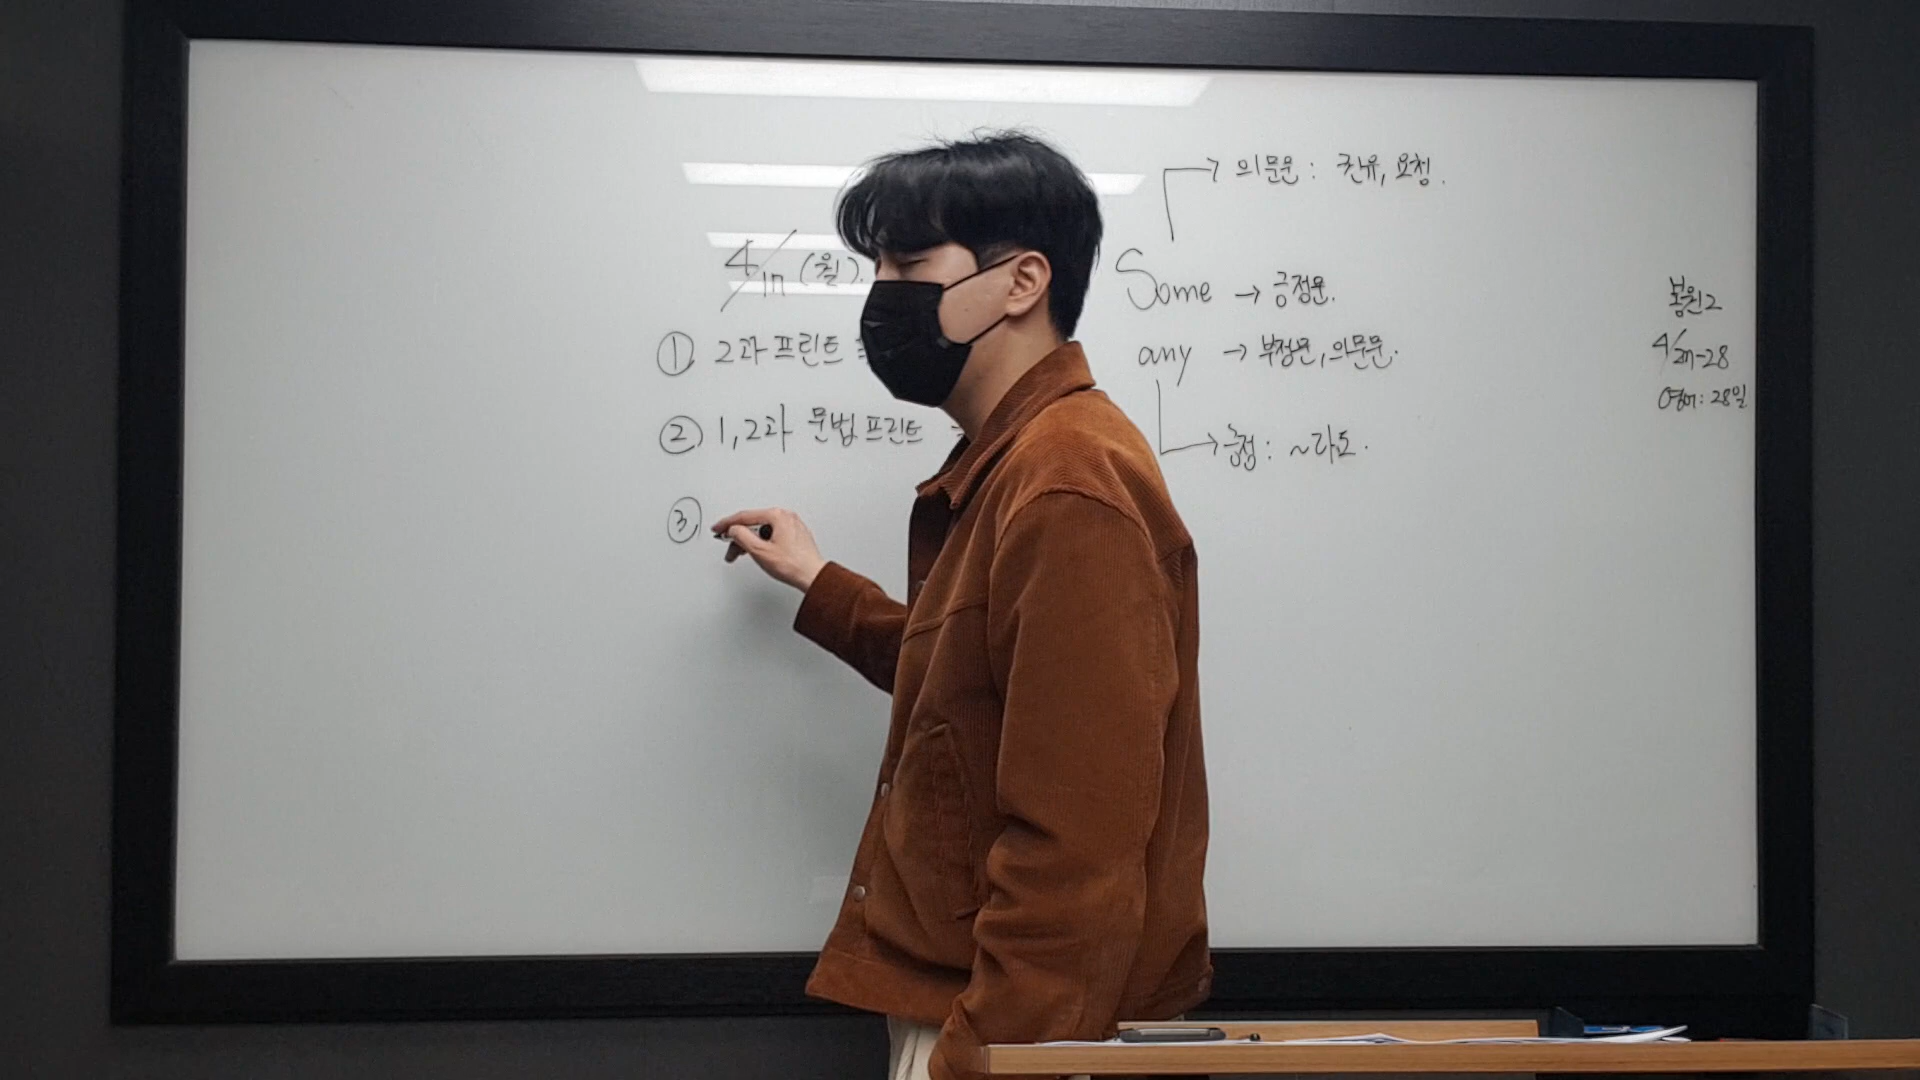 4/17 (월).
① 2과 프린트
② 1,2과 문법 프린트
③
의문문 : 권유, 요청.
Some → 긍정문.
any → 부정문, 의문문.
긍정 : ~라도.
봉원2
4/27-28
영어: 28일